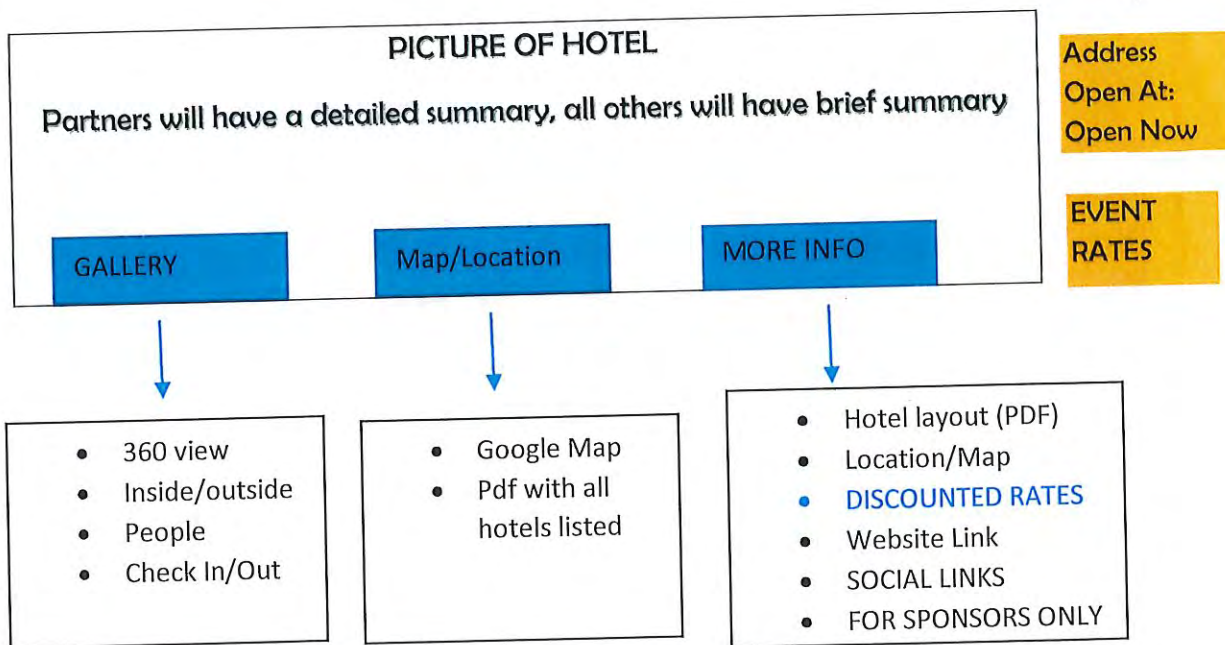 PICTURE OF HOTEL
Partners will have a detailed summary, all others will have brief summary
GALLERY
Map/Location
MORE INFO
Address
Open At:
Open Now
EVENT
RATES
• 360 view
• Inside/outside
• People
• Check In/Out
• Google Map
• Pdf with all
hotels listed
• Hotel layout (PDF)
• Location/Map
• DISCOUNTED RATES
• Website Link
• SOCIAL LINKS
• FOR SPONSORS ONLY